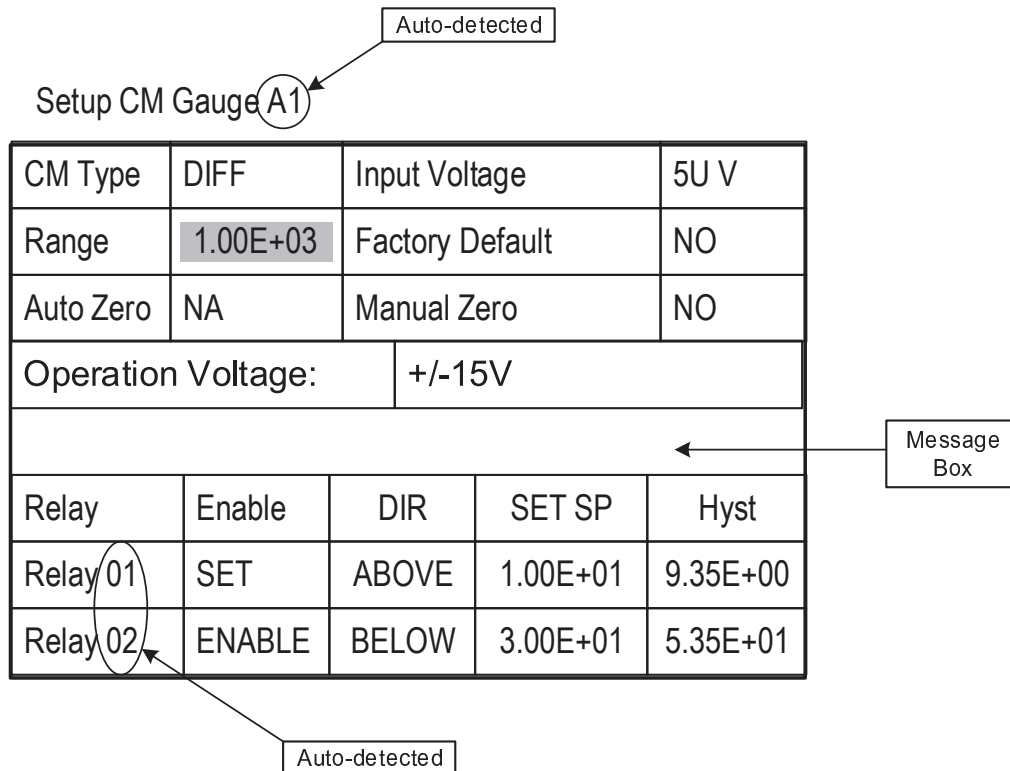 Auto-detected
Setup CM Gauge A1
CM Type DIFF Input Voltage 5U V
Range 1.00E+03 Factory Default NO
Auto Zero NA Manual Zero NO
Operation Voltage: +/-15V
Message
Box
Relay Enable DIR SET SP Hyst
Relay 01 SET ABOVE 1.00E+01 9.35E+00
Relay 02 ENABLE BELOW 3.00E+01 5.35E+01
Auto-detected